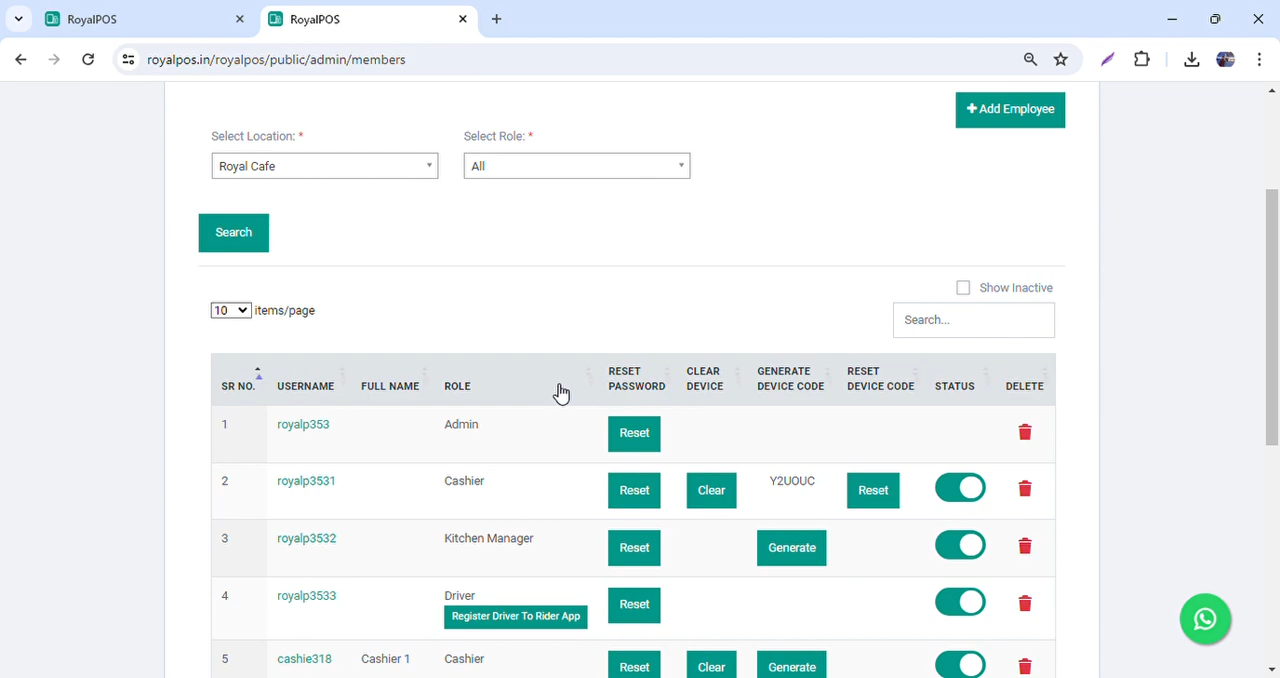 RoyalPOS
RoyalPOS
royalpos.in/royalpos/public/admin/members
+ Add Employee
Select Location: * Select Role: *
Royal Cafe All
Search
Show Inactive
10 items/page
Search...
SR NO. USERNAME FULL NAME ROLE RESET PASSWORD CLEAR DEVICE GENERATE DEVICE CODE RESET DEVICE CODE STATUS DELETE
1 royalp353 Admin Reset
2 royalp3531 Cashier Reset Clear Y2UOUC Reset
3 royalp3532 Kitchen Manager Reset Generate
4 royalp3533 Driver Reset
Register Driver To Rider App
5 cashie318 Cashier 1 Cashier Reset Clear Generate